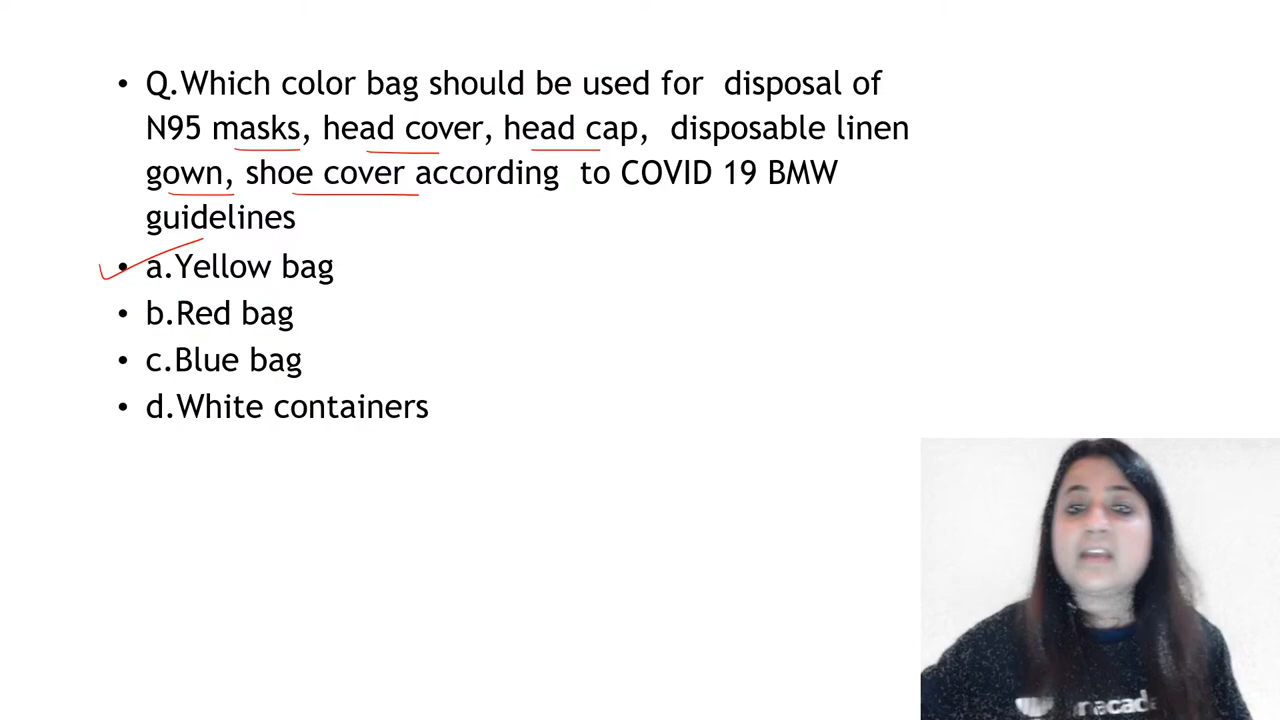 • Q.Which color bag should be used for disposal of
N95 masks, head cover, head cap, disposable linen
gown, shoe cover according to COVID 19 BMW
guidelines
• a.Yellow bag
• b.Red bag
• c.Blue bag
• d.White containers